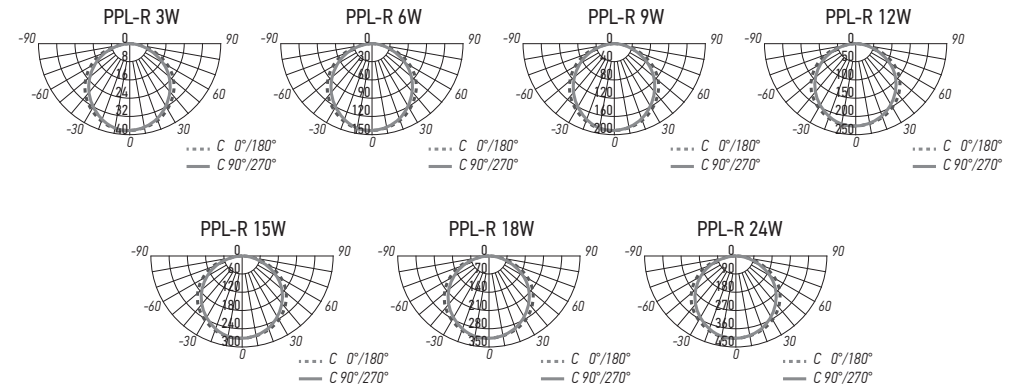 PPL-R 3W
-90 0 90
8
16
-60 24 60
32
-30 40 30
0
C 0°/180°
C 90°/270°
PPL-R 6W
-90 0 90
30
60
-60 90 60
120
-30 150 30
0
C 0°/180°
C 90°/270°
PPL-R 9W
-90 0 90
40
80
-60 120 60
160
-30 200 30
0
C 0°/180°
C 90°/270°
PPL-R 12W
-90 0 90
50
100
-60 150 60
200
-30 250 30
0
C 0°/180°
C 90°/270°
PPL-R 15W
-90 0 90
60
120
-60 180 60
240
-30 300 30
0
C 0°/180°
C 90°/270°
PPL-R 18W
-90 0 90
70
140
-60 210 60
280
-30 350 30
0
C 0°/180°
C 90°/270°
PPL-R 24W
-90 0 90
90
180
-60 270 60
360
-30 450 30
0
C 0°/180°
C 90°/270°